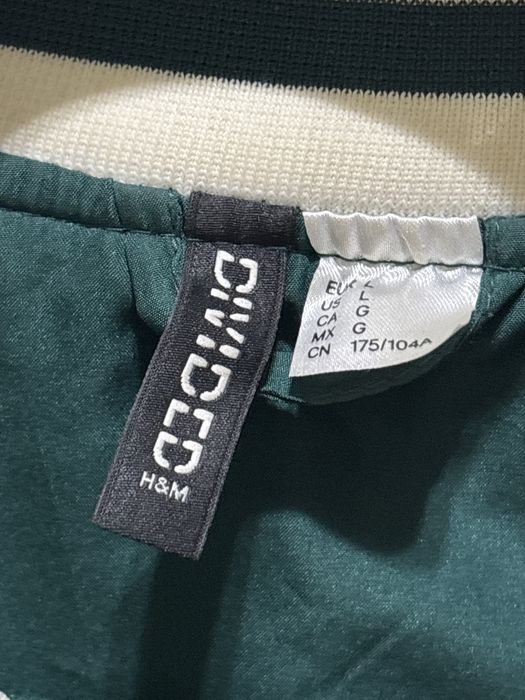 DIVIDED
H&M
EUR L
US L
CA G
MX G
CN 175/104A